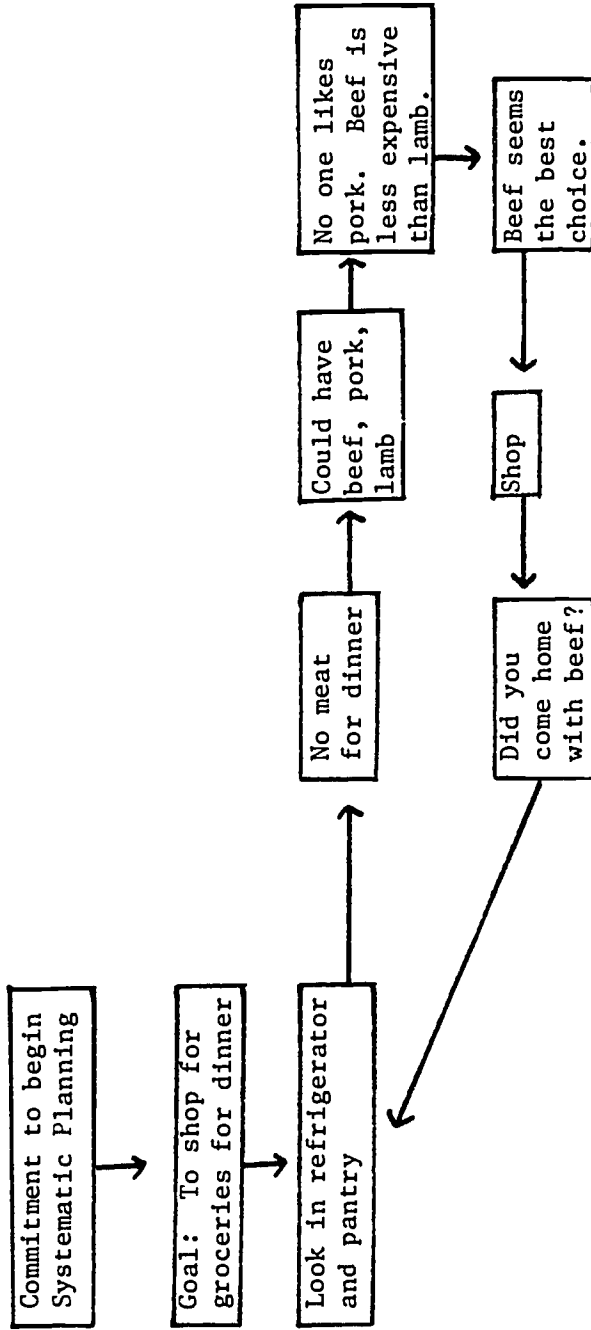 Commitment to begin
Systematic Planning
Goal: To shop for
groceries for dinner
Look in refrigerator
and pantry
No meat
for dinner
Could have
beef, pork,
lamb
No one likes
pork. Beef is
less expensive
than lamb.
Beef seems
the best
choice.
Shop
Did you
come home
with beef?